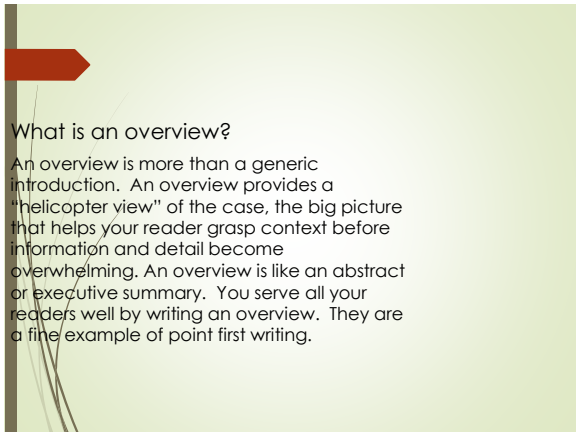 What is an overview?
An overview is more than a generic
introduction.  An overview provides a
“helicopter view” of the case, the big picture
that helps your reader grasp context before
information and detail become
overwhelming. An overview is like an abstract
or executive summary.  You serve all your
readers well by writing an overview.  They are
a fine example of point first writing.